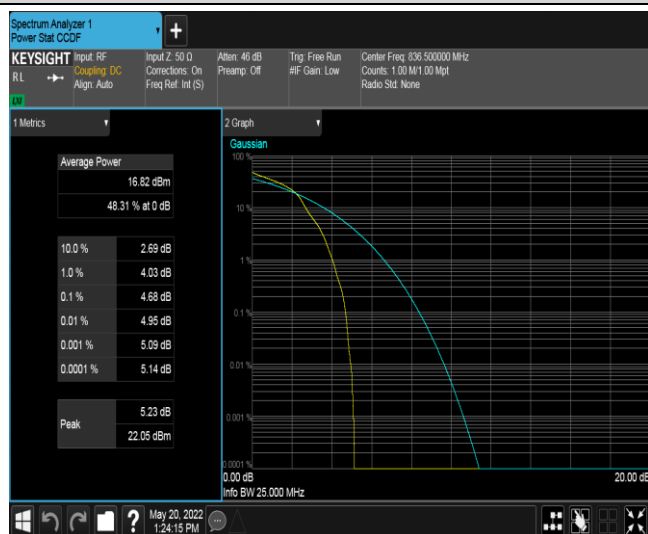 Spectrum Analyzer 1
Power Stat CCDF
+
KEYSIGHT
RL
LXI
Input: RF
Coupling: DC
Align: Auto
Input Z: 50 Ω
Corrections: On
Freq Ref: Int (S)
Atten: 46 dB
Preamp: Off
Trig: Free Run
#IF Gain: Low
Center Freq: 836.500000 MHz
Counts: 1.00 M/1.00 Mpt
Radio Std: None
1 Metrics
Average Power
16.82 dBm
48.31 % at 0 dB
10.0 % 2.69 dB
1.0 % 4.03 dB
0.1 % 4.68 dB
0.01 % 4.95 dB
0.001 % 5.09 dB
0.0001 % 5.14 dB
Peak
5.23 dB
22.05 dBm
2 Graph
Gaussian
100 %
10 %
1 %
0.1 %
0.01 %
0.001 %
0.0001 %
0.00 dB
20.00 dB
Info BW 25.000 MHz
?
May 20, 2022
1:24:15 PM